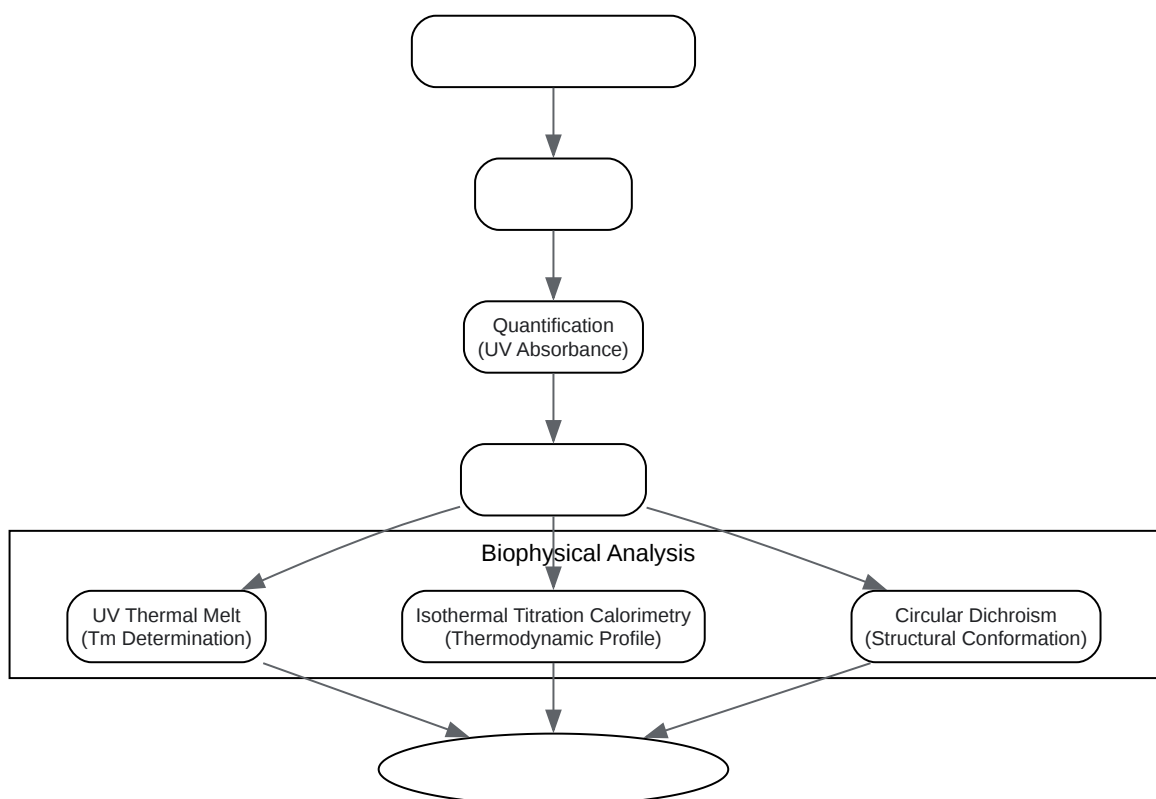 Quantification
(UV Absorbance)
Biophysical Analysis
UV Thermal Melt
(Tm Determination)
Isothermal Titration Calorimetry
(Thermodynamic Profile)
Circular Dichroism
(Structural Conformation)